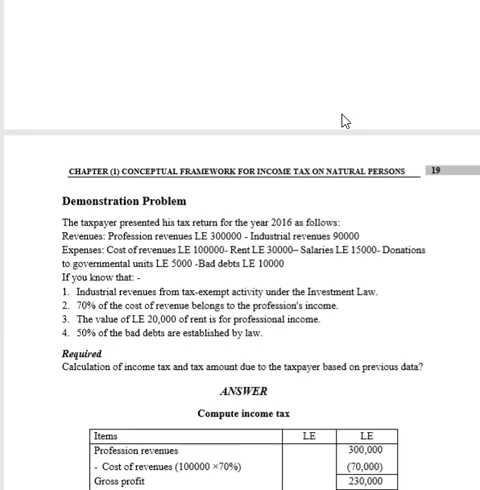 CHAPTER (1) CONCEPTUAL FRAMEWORK FOR INCOME TAX ON NATURAL PERSONS 19
Demonstration Problem
The taxpayer presented his tax return for the year 2016 as follows:
Revenues: Profession revenues LE 300000 - Industrial revenues 90000
Expenses: Cost of revenues LE 100000- Rent LE 30000– Salaries LE 15000- Donations
to governmental units LE 5000 -Bad debts LE 10000
If you know that: -
1. Industrial revenues from tax-exempt activity under the Investment Law.
2. 70% of the cost of revenue belongs to the profession's income.
3. The value of LE 20,000 of rent is for professional income.
4. 50% of the bad debts are established by law.
Required
Calculation of income tax and tax amount due to the taxpayer based on previous data?
ANSWER
Compute income tax
Items LE LE
Profession revenues 300,000
- Cost of revenues (100000 ×70%) (70,000)
Gross profit 230,000